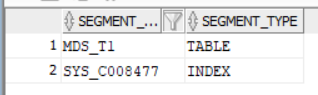 SEGMENT_... SEGMENT_TYPE
1 MDS_T1 TABLE
2 SYS_C008477 INDEX